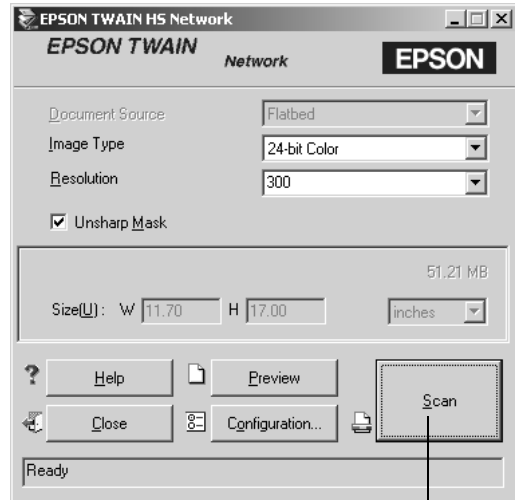 EPSON TWAIN HS Network
EPSON TWAIN Network EPSON
Document Source Flatbed
Image Type 24-bit Color
Resolution 300
Unsharp Mask
51.21 MB
Size(U) : W 11.70 H 17.00 inches
? Help Preview
Scan
Close Configuration...
Ready